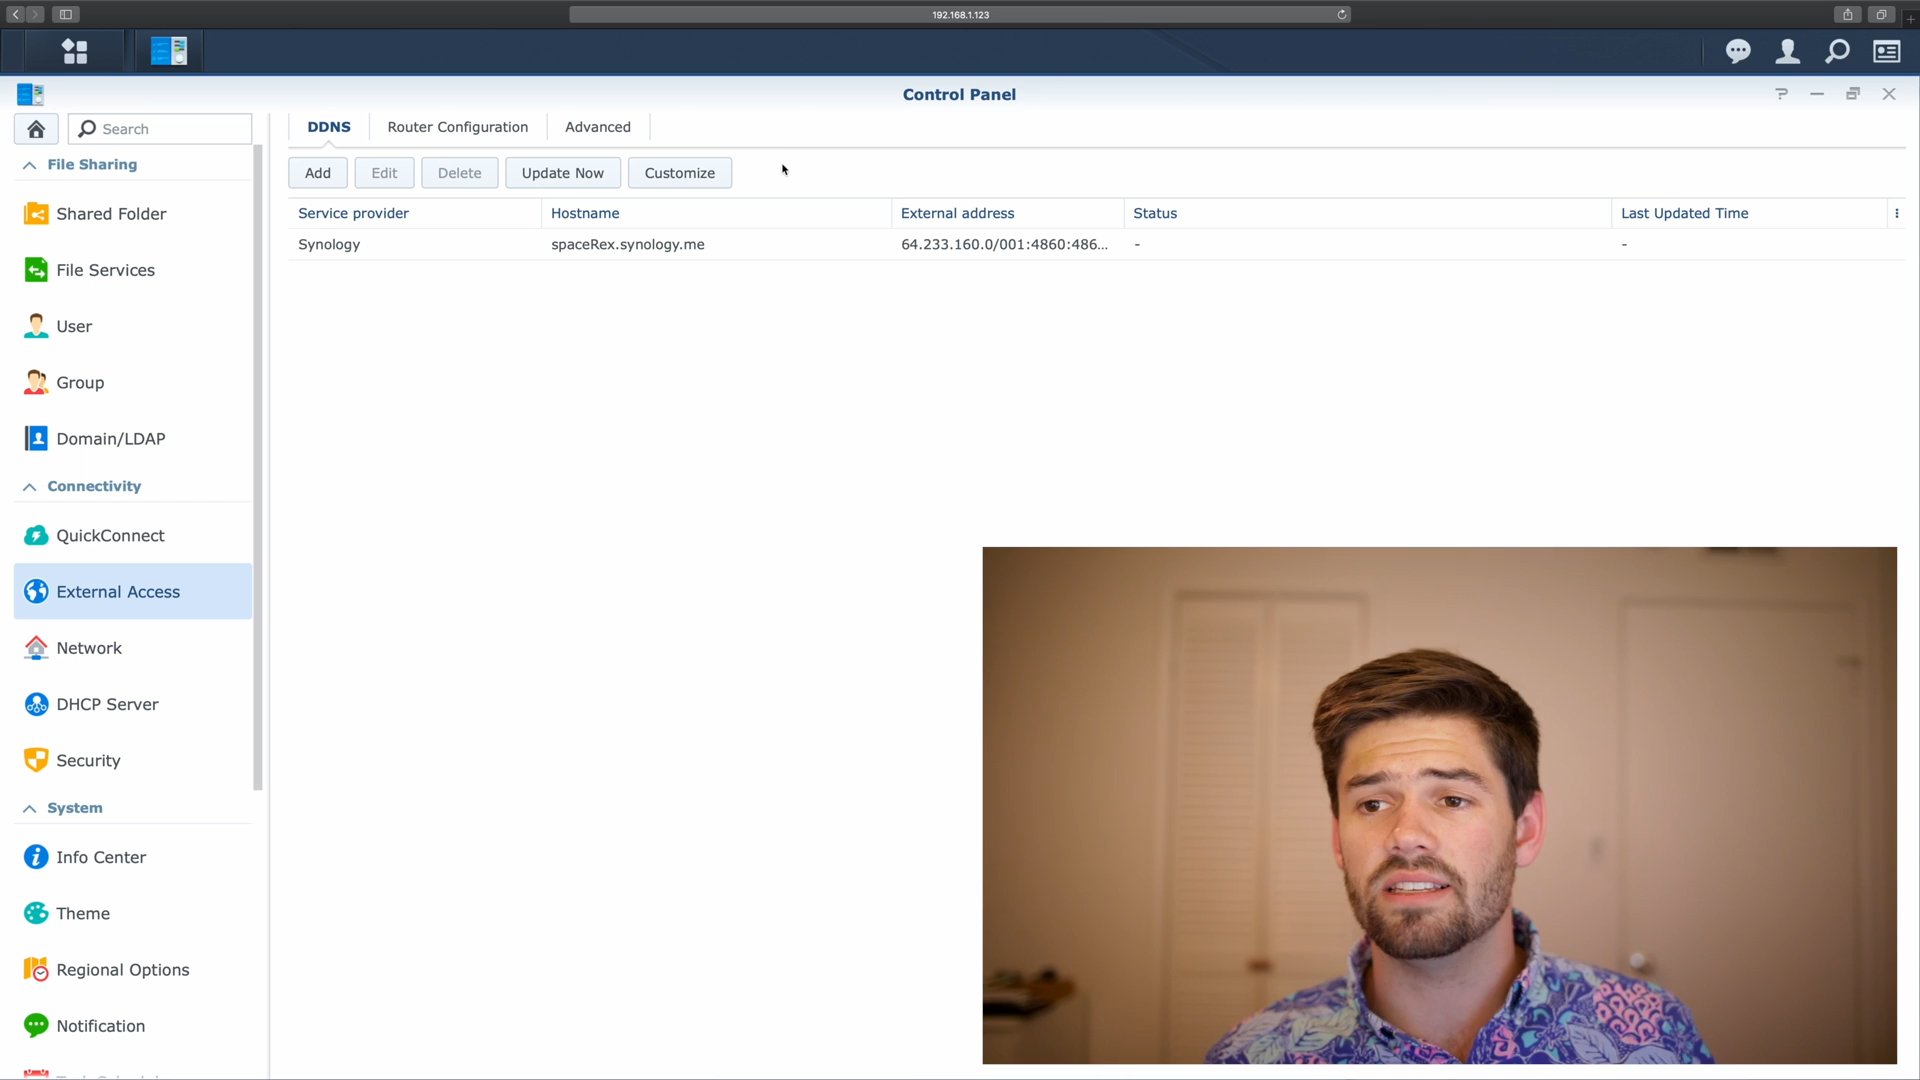 192.168.1.123
Control Panel
Search
File Sharing
Shared Folder
File Services
User
Group
Domain/LDAP
Connectivity
QuickConnect
External Access
Network
DHCP Server
Security
System
Info Center
Theme
Regional Options
Notification
DDNS Router Configuration Advanced
Add Edit Delete Update Now Customize
Service provider Hostname External address Status Last Updated Time
Synology spaceRex.synology.me 64.233.160.0/001:4860:486... - -